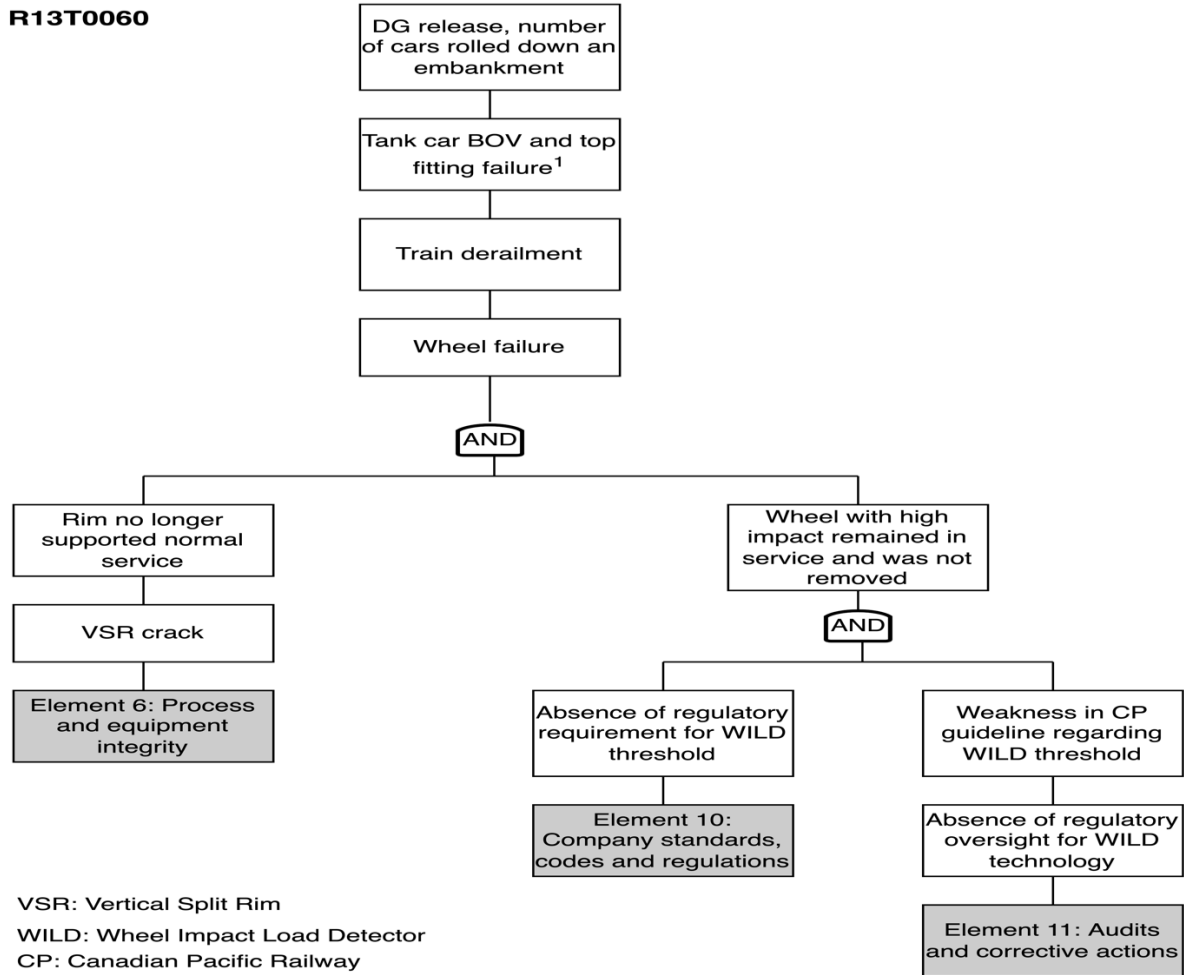 R13T0060
DG release, number
of cars rolled down an
embankment
Tank car BOV and top
fitting failure¹
Train derailment
Wheel failure
AND
Rim no longer
supported normal
service
Wheel with high
impact remained in
service and was not
removed
VSR crack
AND
Element 6: Process
and equipment
integrity
Absence of regulatory
requirement for WILD
threshold
Weakness in CP
guideline regarding
WILD threshold
Element 10:
Company standards,
codes and regulations
Absence of regulatory
oversight for WILD
technology
Element 11: Audits
and corrective actions
VSR: Vertical Split Rim
WILD: Wheel Impact Load Detector
CP: Canadian Pacific Railway